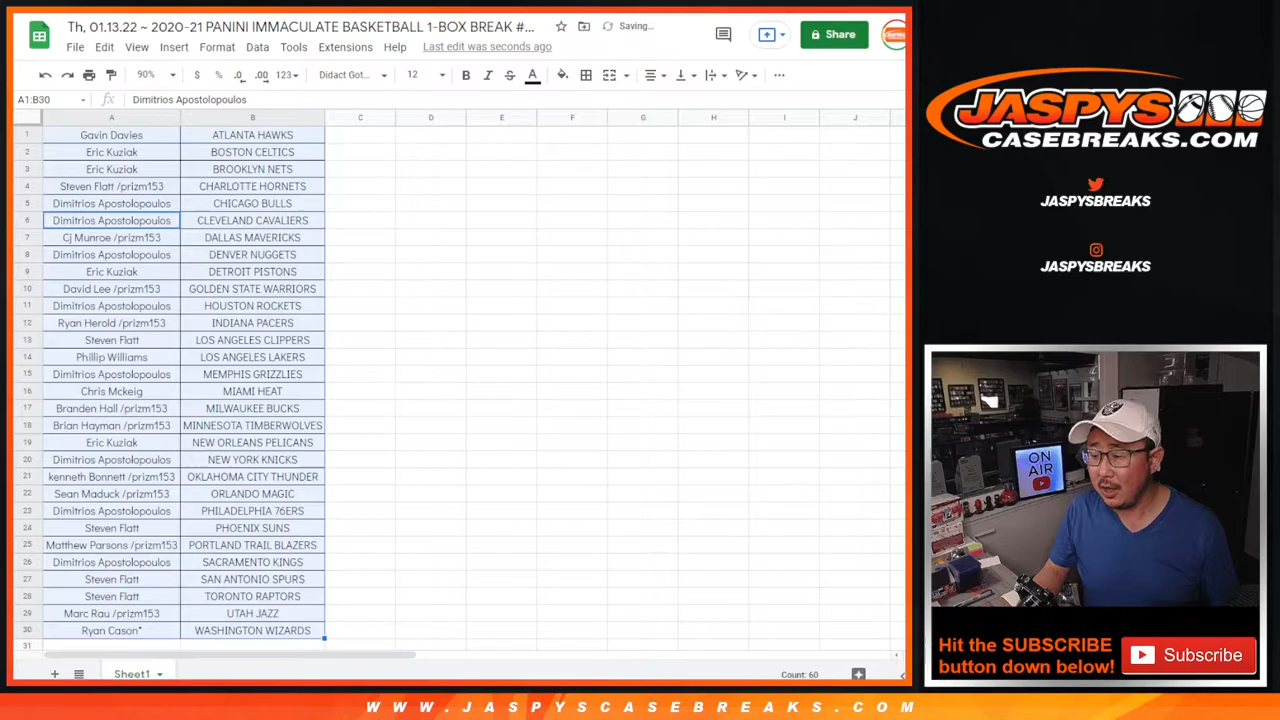 Th, 01.13.22 ~ 2020-21 PANINI IMMACULATE BASKETBALL 1-BOX BREAK #... Saving...
File Edit View Insert Format Data Tools Extensions Help Last edit was seconds ago
Share
90% $ % .0 .00 123 Didact Got... 12 B I S A
A1:B30 fx Dimitrios Apostolopoulos
A B C D E F G H I J
1 Gavin Davies ATLANTA HAWKS
2 Eric Kuziak BOSTON CELTICS
3 Eric Kuziak BROOKLYN NETS
4 Steven Flatt /prizm153 CHARLOTTE HORNETS
5 Dimitrios Apostolopoulos CHICAGO BULLS
6 Dimitrios Apostolopoulos CLEVELAND CAVALIERS
7 Cj Munroe /prizm153 DALLAS MAVERICKS
8 Dimitrios Apostolopoulos DENVER NUGGETS
9 Eric Kuziak DETROIT PISTONS
10 David Lee /prizm153 GOLDEN STATE WARRIORS
11 Dimitrios Apostolopoulos HOUSTON ROCKETS
12 Ryan Herold /prizm153 INDIANA PACERS
13 Steven Flatt LOS ANGELES CLIPPERS
14 Phillip Williams LOS ANGELES LAKERS
15 Dimitrios Apostolopoulos MEMPHIS GRIZZLIES
16 Chris Mckeig MIAMI HEAT
17 Branden Hall /prizm153 MILWAUKEE BUCKS
18 Brian Hayman /prizm153 MINNESOTA TIMBERWOLVES
19 Eric Kuziak NEW ORLEANS PELICANS
20 Dimitrios Apostolopoulos NEW YORK KNICKS
21 kenneth Bonnett /prizm153 OKLAHOMA CITY THUNDER
22 Sean Maduck /prizm153 ORLANDO MAGIC
23 Dimitrios Apostolopoulos PHILADELPHIA 76ERS
24 Steven Flatt PHOENIX SUNS
25 Matthew Parsons /prizm153 PORTLAND TRAIL BLAZERS
26 Dimitrios Apostolopoulos SACRAMENTO KINGS
27 Steven Flatt SAN ANTONIO SPURS
28 Steven Flatt TORONTO RAPTORS
29 Marc Rau /prizm153 UTAH JAZZ
30 Ryan Cason* WASHINGTON WIZARDS
31
Sheet1 Count: 60
JASPYS
CASEBREAKS.COM
JASPYSBREAKS
JASPYSBREAKS
ON
AIR
Hit the SUBSCRIBE
button down below!
Subscribe
WWW.JASPYSCASEBREAKS.COM